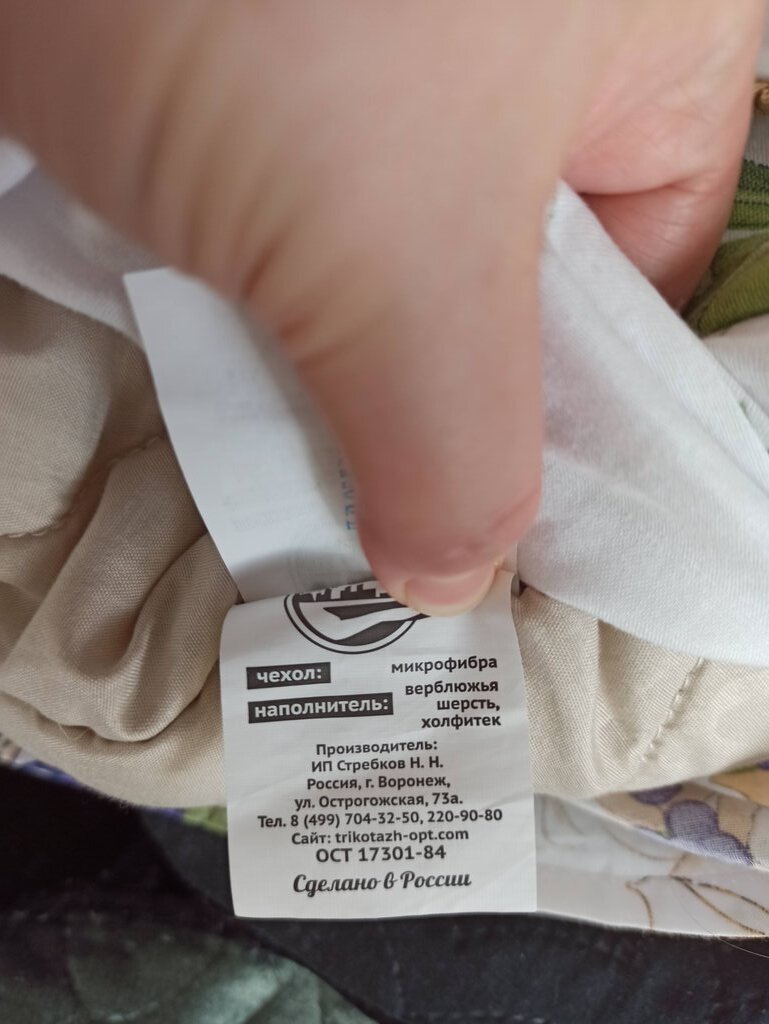 чехол: микрофибра
наполнитель: верблюжья
шерсть,
холфитек
Производитель:
ИП Стребков Н. Н.
Россия, г. Воронеж,
ул. Острогожская, 73а.
Тел. 8 (499) 704-32-50, 220-90-80
Сайт: trikotazh-opt.com
ОСТ 17301-84
Сделано в России